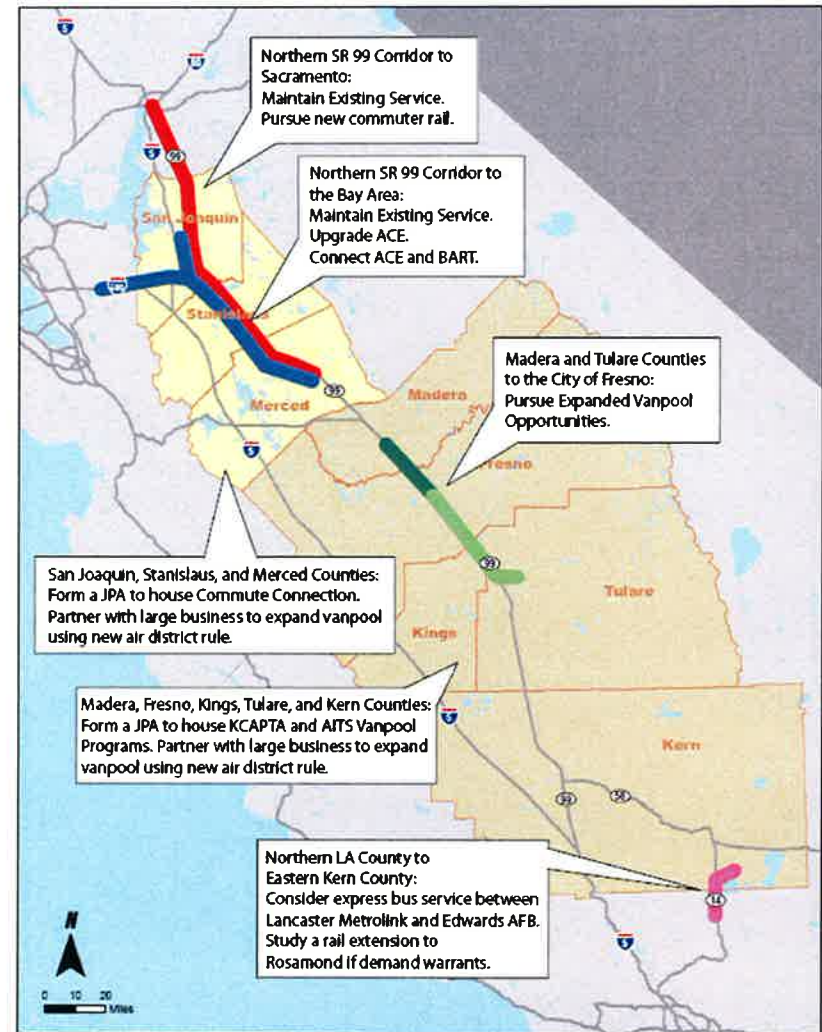 5
80
Northern SR 99 Corridor to
Sacramento:
Maintain Existing Service.
Pursue new commuter rail.
99
5
Northern SR 99 Corridor to
the Bay Area:
Maintain Existing Service.
Upgrade ACE.
Connect ACE and BART.
San Joaquin
Stanislaus
Merced
99
Madera
Madera and Tulare Counties
to the City of Fresno:
Pursue Expanded Vanpool
Opportunities.
5
Fresno
San Joaquin, Stanislaus, and Merced Counties:
Form a JPA to house Commute Connection.
Partner with large business to expand vanpool
using new air district rule.
99
Tulare
Kings
Madera, Fresno, Kings, Tulare, and Kern Counties:
Form a JPA to house KCAPTA and AITS Vanpool
Programs. Partner with large business to expand
vanpool using new air district rule.
5
Kern
99
58
Northern LA County to
Eastern Kern County:
Consider express bus service between
Lancaster Metrolink and Edwards AFB.
Study a rail extension to
Rosamond if demand warrants.
14
5
N
0 10 20
Miles